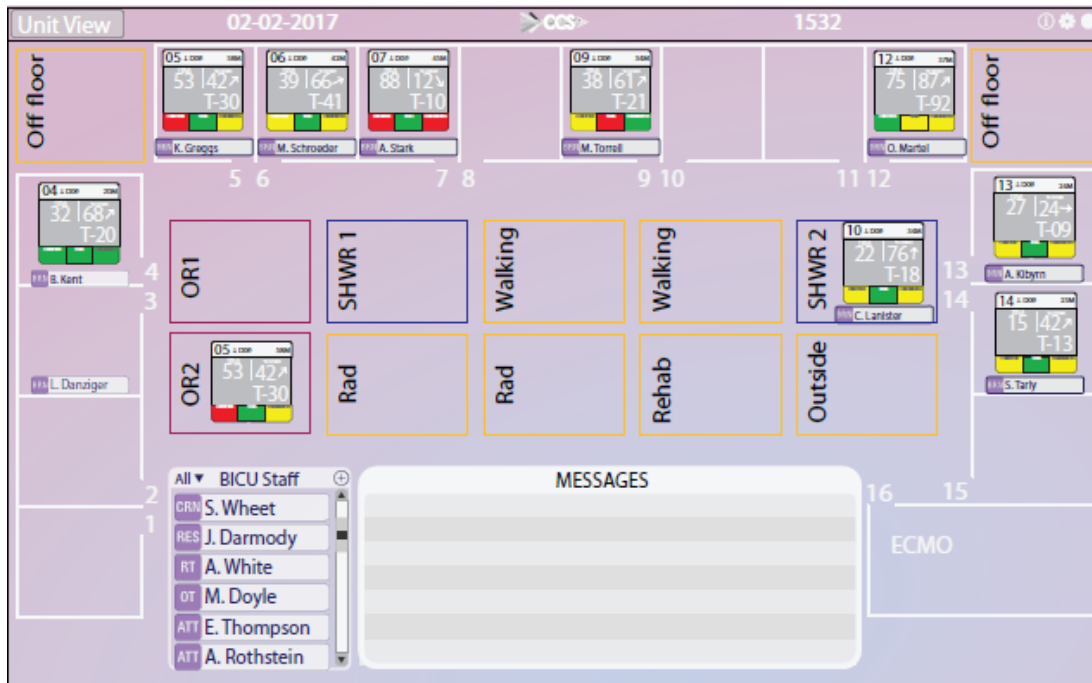 Unit View 02-02-2017 CCS 1532
Off floor
05 38M
53 42↗
T-30
K. Greggs
06
39 66↗
T-41
M. Schroeder
07
88 12↘
T-10
A. Stark
09
38 61↗
T-21
M. Torrell
12
75 87↗
T-92
O. Martel
Off floor
5 6 7 8 9 10 11 12
04
32 68↗
T-20
B. Kent
4
3
L. Danziger
2
1
OR1
SHWR 1
Walking
Walking
SHWR 2
10
22 76↑
T-18
C. Lanister
OR2
05
53 42↗
T-30
Rad
Rad
Rehab
Outside
13
27 24→
T-09
A. Kibyrn
13
14
14
15 42↗
T-13
S. Tarly
16 15
ECMO
All ▾ BICU Staff
CRN S. Wheet
RES J. Darmody
RT A. White
OT M. Doyle
ATT E. Thompson
ATT A. Rothstein
MESSAGES